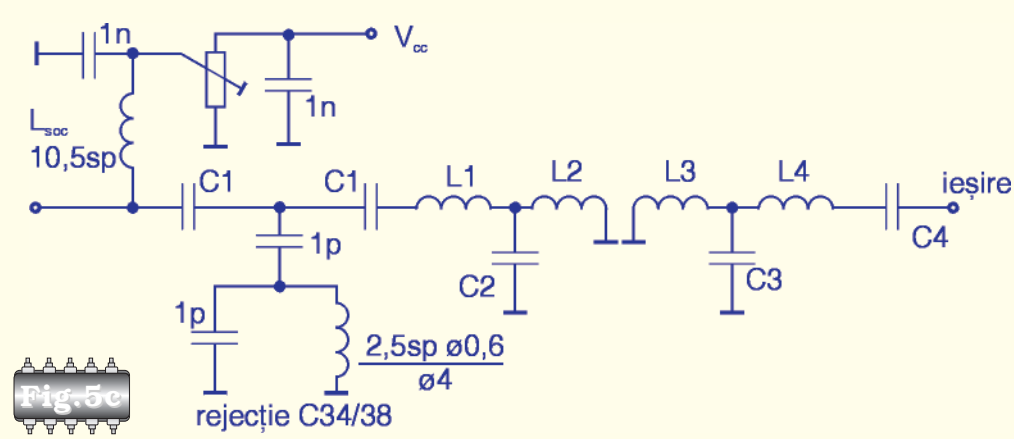 1n
Vcc
1n
Lsoc
10,5sp
C1
C1
L1
L2
L3
L4
ieșire
1p
C2
C3
C4
1p
2,5sp ø0,6
ø4
rejecție C34/38
Fig.5c